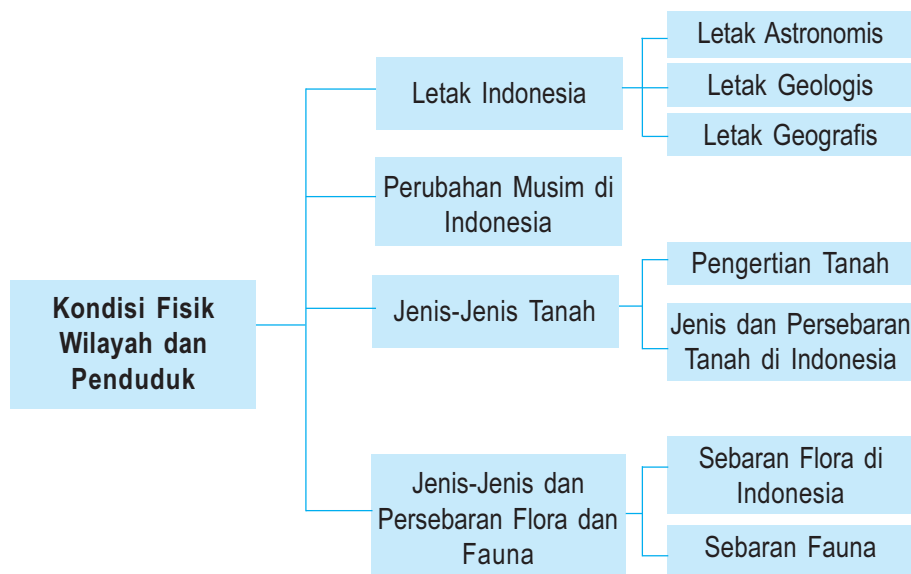 Kondisi Fisik
Wilayah dan
Penduduk
Letak Indonesia
Letak Astronomis
Letak Geologis
Letak Geografis
Perubahan Musim di
Indonesia
Jenis-Jenis Tanah
Pengertian Tanah
Jenis dan Persebaran
Tanah di Indonesia
Jenis-Jenis dan
Persebaran Flora dan
Fauna
Sebaran Flora di
Indonesia
Sebaran Fauna